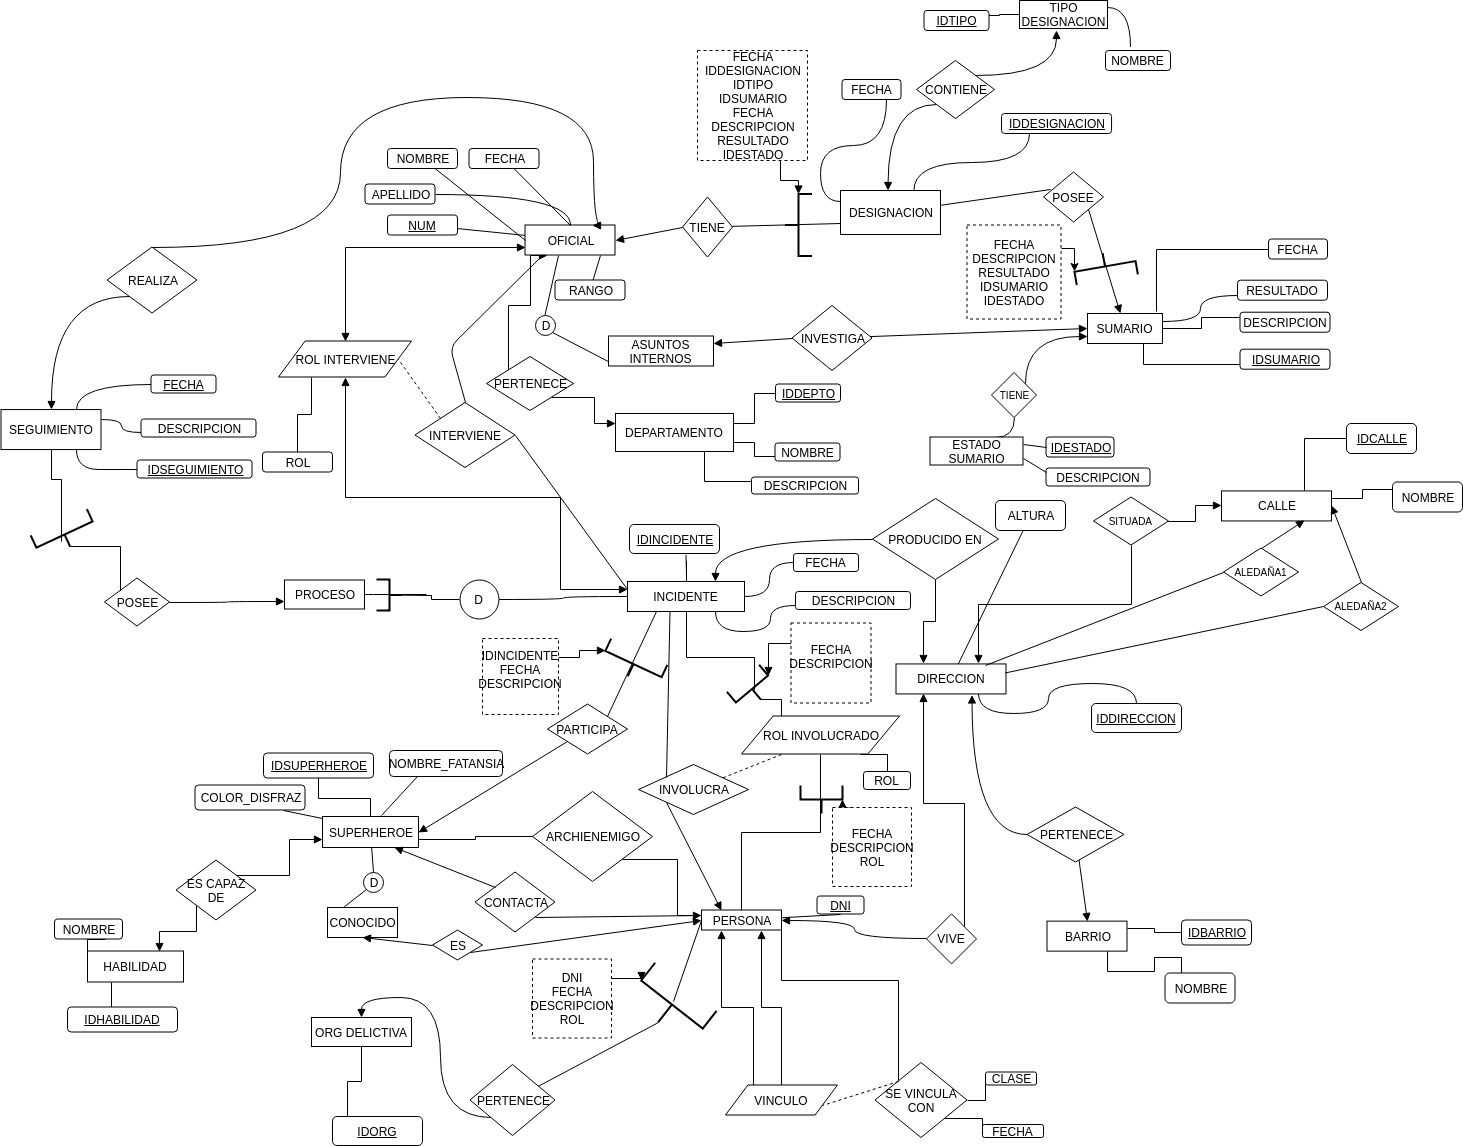 TIPO
DESIGNACION
IDTIPO
NOMBRE
FECHA
IDDESIGNACION
IDTIPO
IDSUMARIO
FECHA
DESCRIPCION
RESULTADO
IDESTADO
FECHA
CONTIENE
IDDESIGNACION
NOMBRE
FECHA
APELLIDO
NUM
OFICIAL
TIENE
DESIGNACION
POSEE
FECHA
DESCRIPCION
RESULTADO
IDSUMARIO
IDESTADO
FECHA
RESULTADO
DESCRIPCION
IDSUMARIO
SUMARIO
REALIZA
RANGO
D
ASUNTOS
INTERNOS
INVESTIGA
ROL INTERVIENE
PERTENECE
TIENE
FECHA
SEGUIMIENTO
DESCRIPCION
IDSEGUIMIENTO
ROL
INTERVIENE
DEPARTAMENTO
IDDEPTO
NOMBRE
DESCRIPCION
ESTADO
SUMARIO
IDESTADO
DESCRIPCION
IDCALLE
CALLE
NOMBRE
ALTURA
SITUADA
IDINCIDENTE
PRODUCIDO EN
FECHA
ALEDAÑA1
ALEDAÑA2
POSEE
PROCESO
D
INCIDENTE
DESCRIPCION
IDINCIDENTE
FECHA
DESCRIPCION
FECHA
DESCRIPCION
DIRECCION
IDDIRECCION
PARTICIPA
ROL INVOLUCRADO
IDSUPERHEROE
NOMBRE_FATANSIA
COLOR_DISFRAZ
INVOLUCRA
ROL
SUPERHEROE
ARCHIENEMIGO
FECHA
DESCRIPCION
ROL
PERTENECE
ES CAPAZ
DE
D
CONTACTA
CONOCIDO
ES
PERSONA
DNI
VIVE
BARRIO
IDBARRIO
NOMBRE
NOMBRE
HABILIDAD
IDHABILIDAD
DNI
FECHA
DESCRIPCION
ROL
ORG DELICTIVA
PERTENECE
IDORG
VINCULO
SE VINCULA
CON
CLASE
FECHA